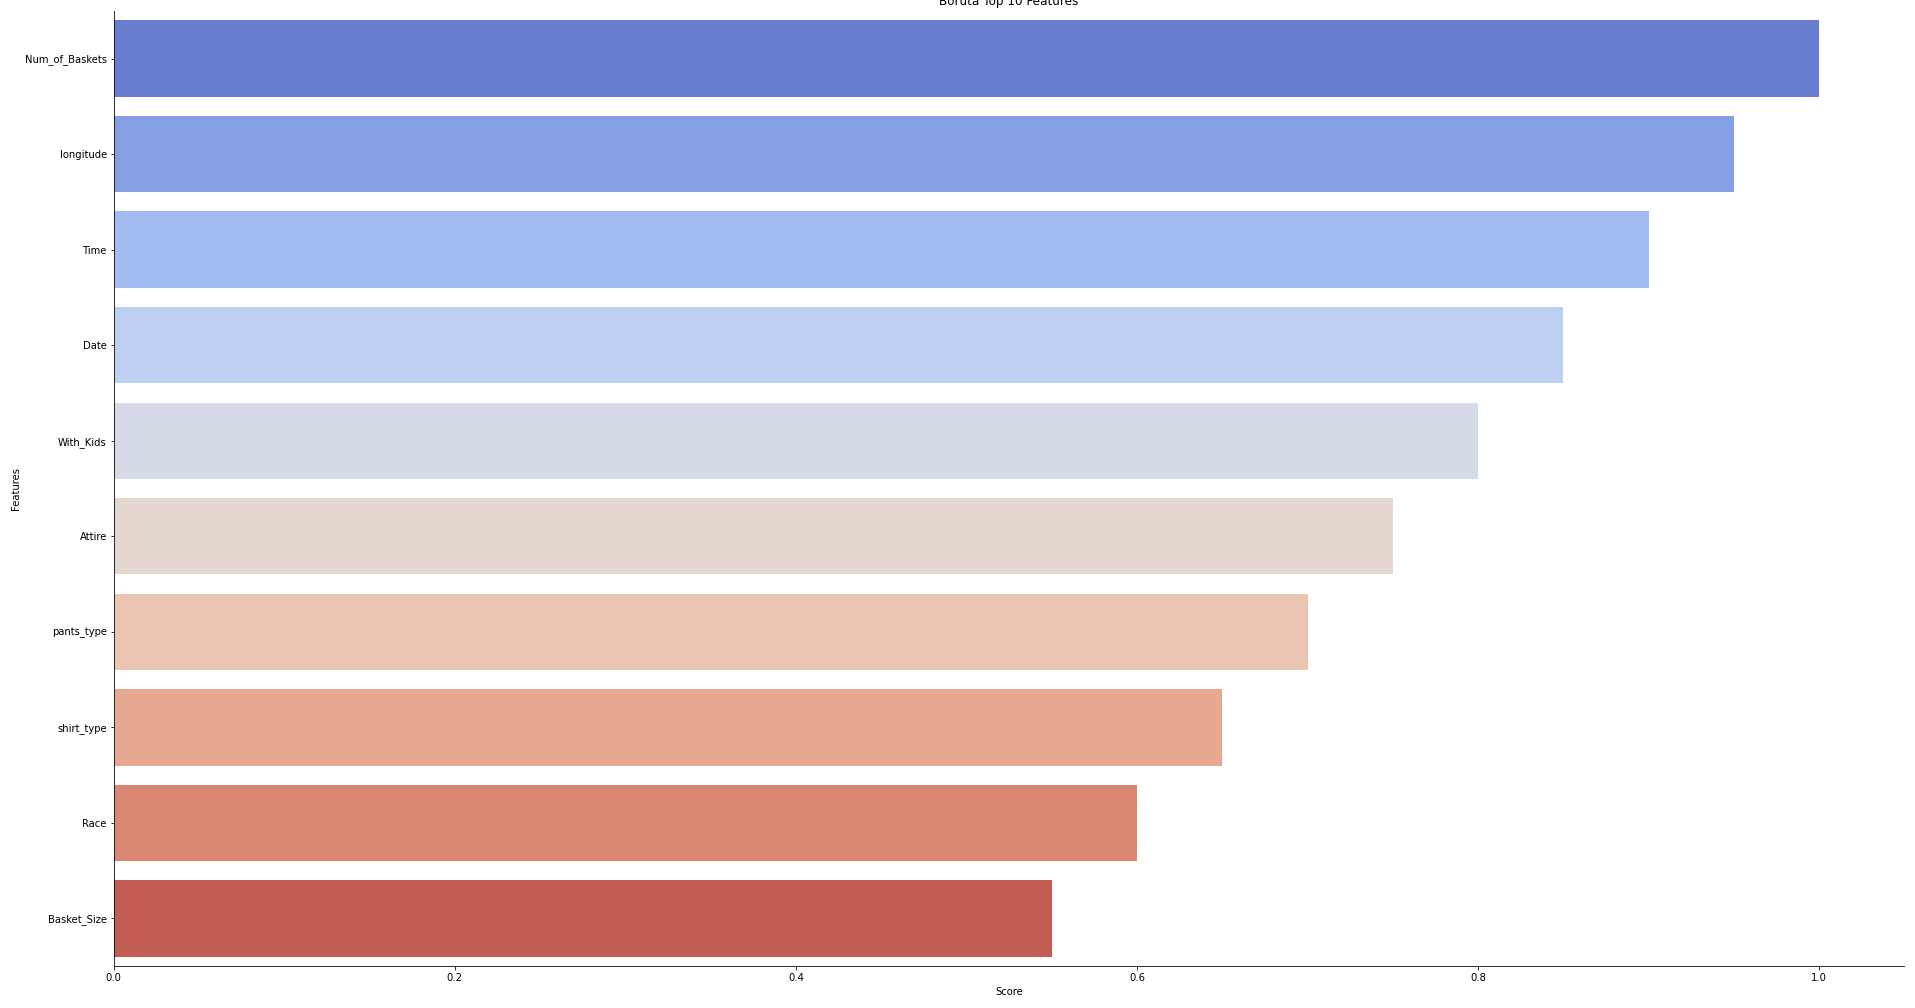 Boruta Top 10 Features
Num_of_Baskets
longitude
Time
Date
With_Kids
Attire
pants_type
shirt_type
Race
Basket_Size
Features
0.0 0.2 0.4 0.6 0.8 1.0
Score